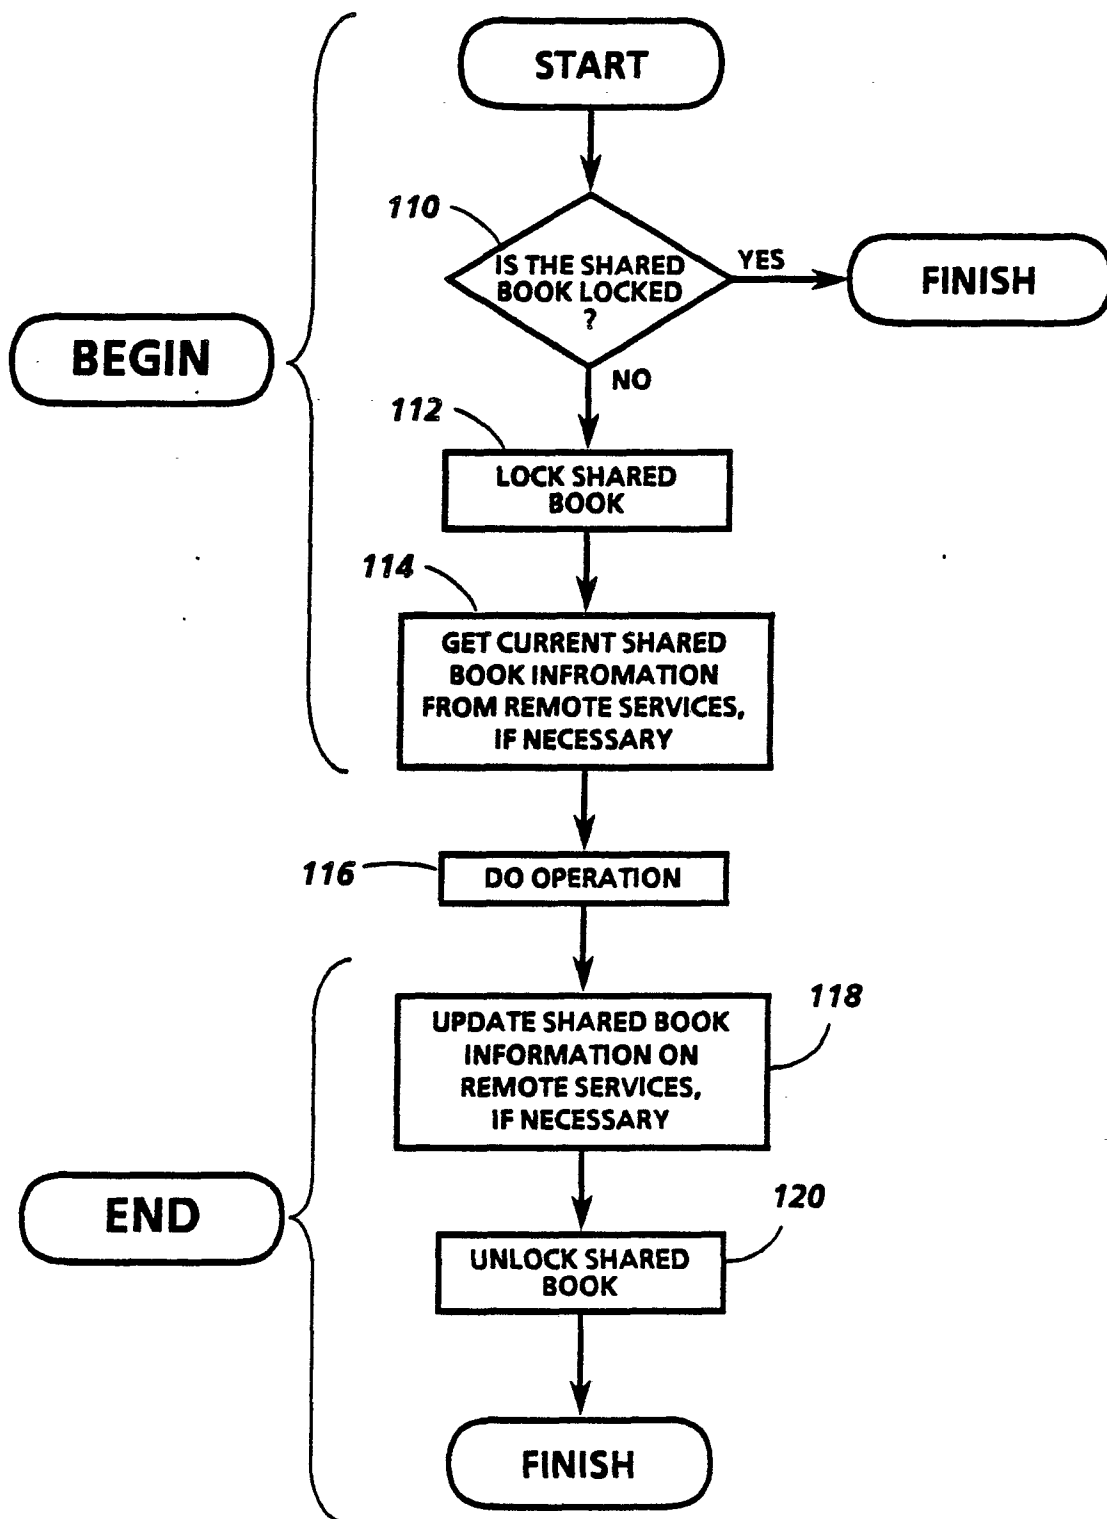 START
110
IS THE SHARED
BOOK LOCKED
?
YES
FINISH
BEGIN
NO
112
LOCK SHARED
BOOK
114
GET CURRENT SHARED
BOOK INFROMATION
FROM REMOTE SERVICES,
IF NECESSARY
116
DO OPERATION
118
UPDATE SHARED BOOK
INFORMATION ON
REMOTE SERVICES,
IF NECESSARY
END
120
UNLOCK SHARED
BOOK
FINISH